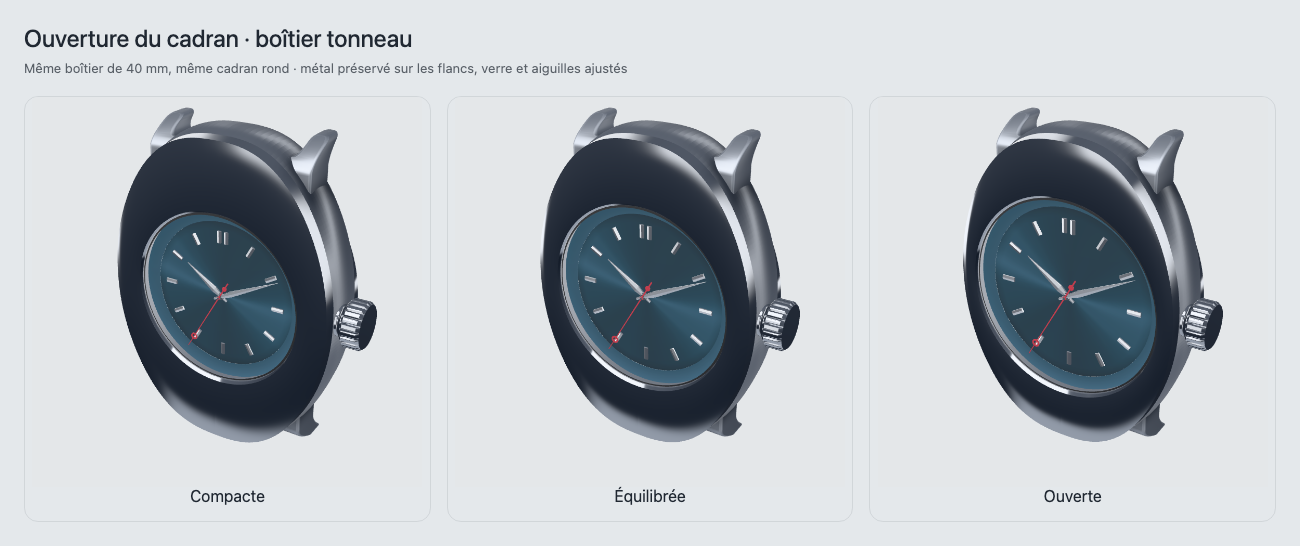 Ouverture du cadran · boîtier tonneau
Même boîtier de 40 mm, même cadran rond · métal préservé sur les flancs, verre et aiguilles ajustés
Compacte
Équilibrée
Ouverte